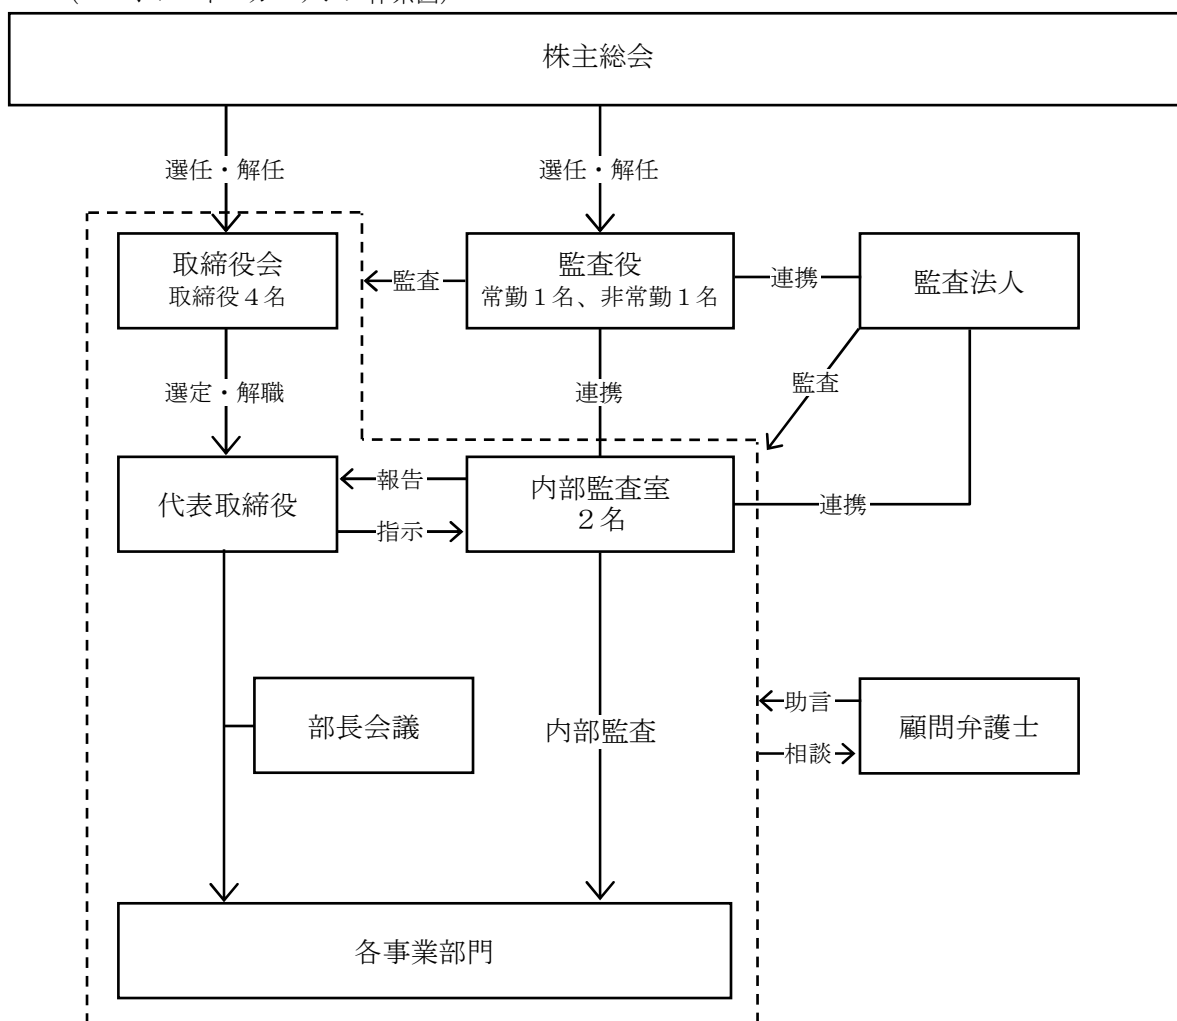 株主総会
選任・解任
選任・解任
取締役会
取締役4名
監査
監査役
常勤1名、非常勤1名
連携
監査法人
選定・解職
連携
監査
代表取締役
報告
指示
内部監査室
2名
連携
部長会議
内部監査
助言
相談
顧問弁護士
各事業部門